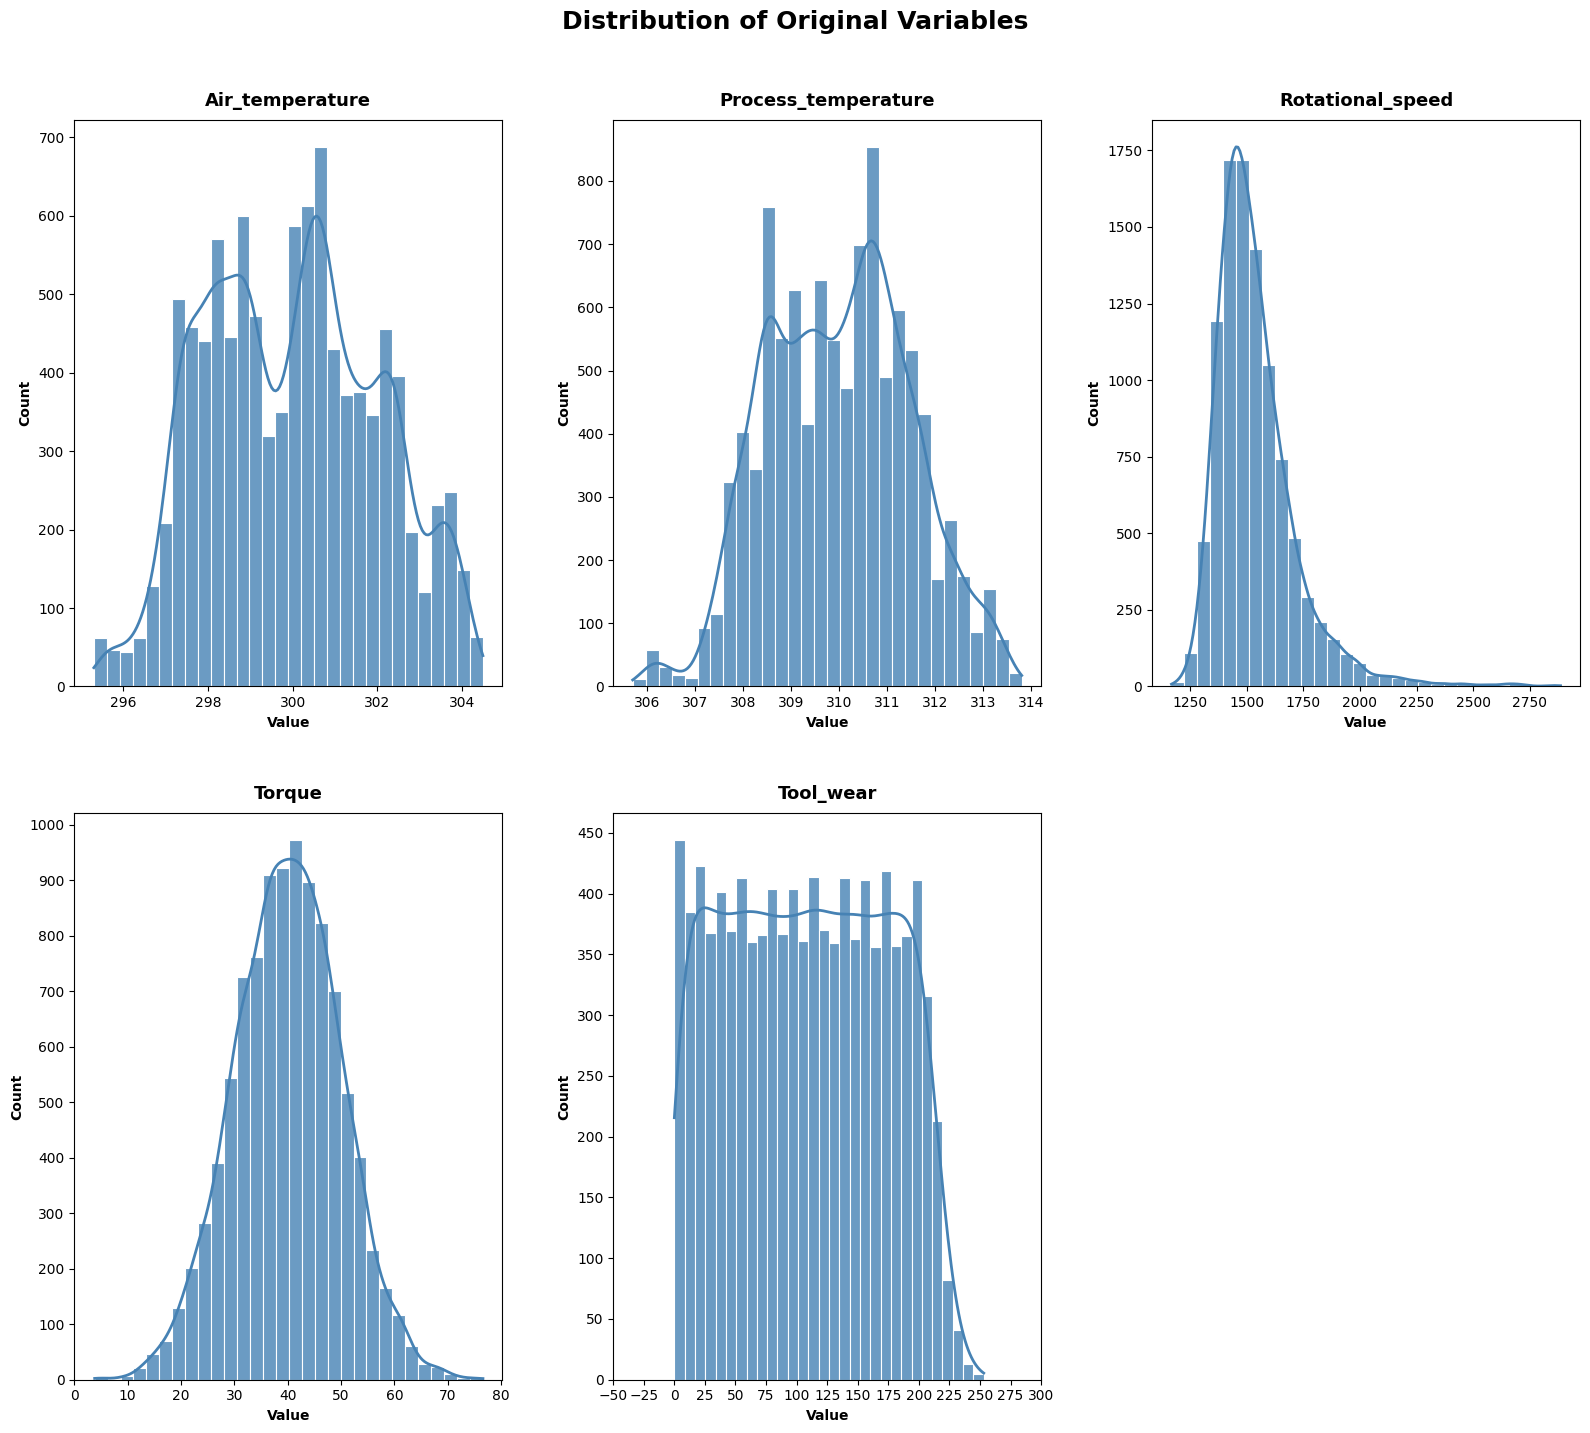 Distribution of Original Variables
Air_temperature
Process_temperature
Rotational_speed
700
600
500
400
300
200
100
0
Count
296 298 300 302 304
Value
800
700
600
500
400
300
200
100
0
Count
306 307 308 309 310 311 312 313 314
Value
1750
1500
1250
1000
750
500
250
0
Count
1250 1500 1750 2000 2250 2500 2750
Value
Torque
Tool_wear
1000
900
800
700
600
500
400
300
200
100
0
Count
0 10 20 30 40 50 60 70 80
Value
450
400
350
300
250
200
150
100
50
0
Count
−50 −25 0 25 50 75 100 125 150 175 200 225 250 275 300
Value